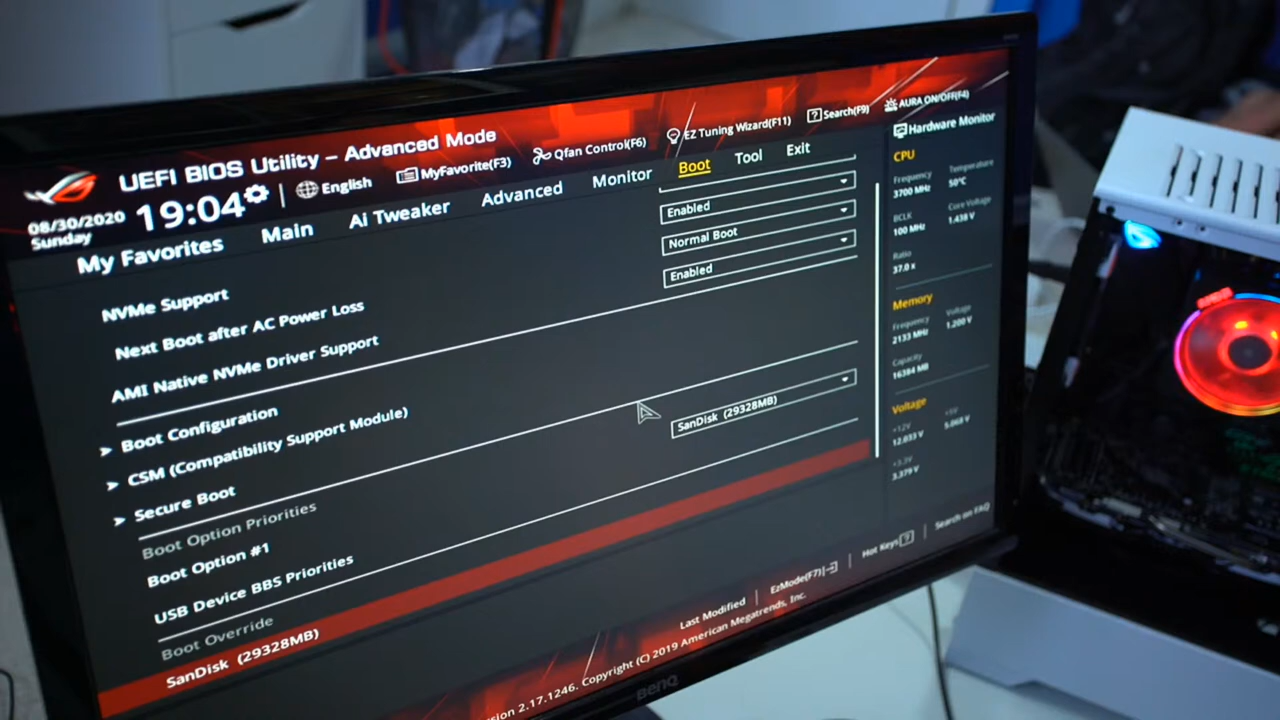 UEFI BIOS Utility – Advanced Mode
08/30/2020
Sunday
19:04
English
MyFavorite(F3)
Qfan Control(F6)
EZ Tuning Wizard(F11)
Search(F9)
AURA ON/OFF(F4)
My Favorites
Main
Ai Tweaker
Advanced
Monitor
Boot
Tool
Exit
Enabled
NVMe Support
Normal Boot
Next Boot after AC Power Loss
Enabled
AMI Native NVMe Driver Support
Boot Configuration
CSM (Compatibility Support Module)
Secure Boot
Boot Option Priorities
Boot Option #1
SanDisk (29328MB)
USB Device BBS Priorities
Boot Override
SanDisk (29328MB)
Hardware Monitor
CPU
Frequency
3700 MHz
Temperature
50°C
BCLK
100 MHz
Core Voltage
1.438 V
Ratio
37.0x
Memory
Frequency
2133 MHz
Voltage
1.200 V
Capacity
16384 MB
Voltage
+12V
12.033 V
+5V
5.068 V
+3.3V
3.379 V
Last Modified
EzMode(F7)
Hot Keys ?
Search on FAQ
2.17.1246. Copyright (C) 2019 American Megatrends, Inc.
BenQ